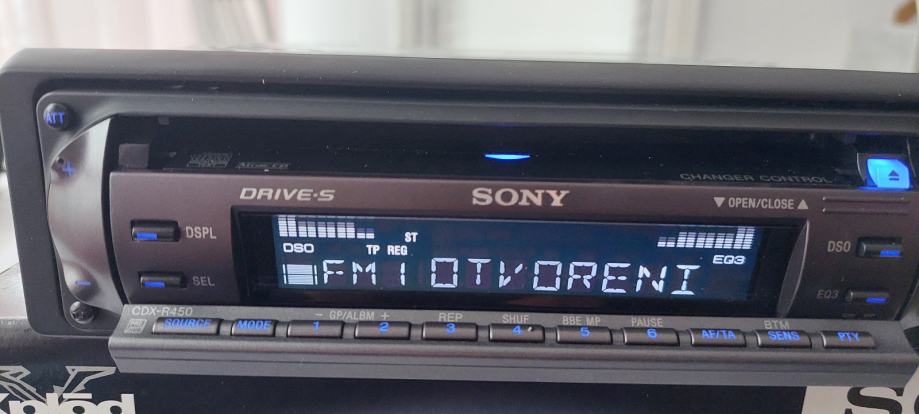 ATT
+
CHANGER CONTROL
DRIVE•S SONY ▼ OPEN/CLOSE ▲
DSPL ST DSO
DSO TP REG EQ3
FM1 OTVORENI
SEL EQ3
CDX-R450
− GP/ALBM + REP SHUF BBE MP PAUSE BTM
SOURCE MODE 1 2 3 4 5 6 AF/TA SENS PTY
Xplod